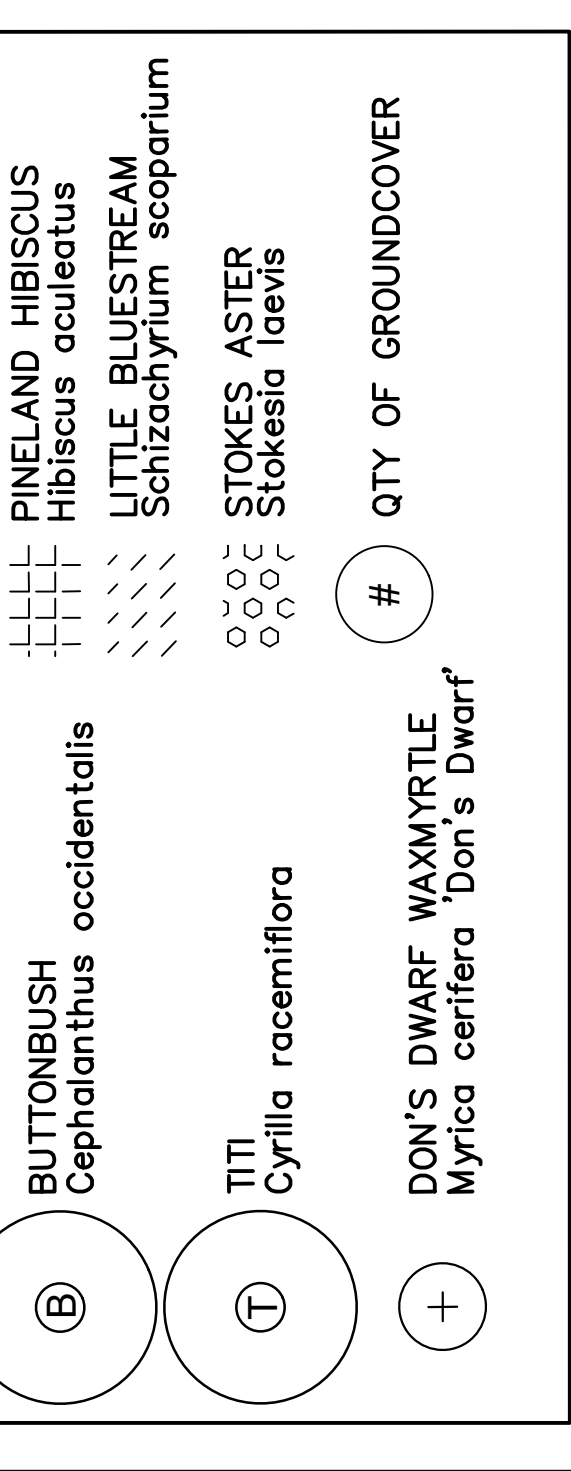 B
BUTTONBUSH
Cephalanthus occidentalis
T
TITI
Cyrilla racemiflora
DON'S DWARF WAXMYRTLE
Myrica cerifera 'Don's Dwarf'
PINELAND HIBISCUS
Hibiscus aculeatus
LITTLE BLUESTREAM
Schizachyrium scoparium
STOKES ASTER
Stokesia laevis
# QTY OF GROUNDCOVER